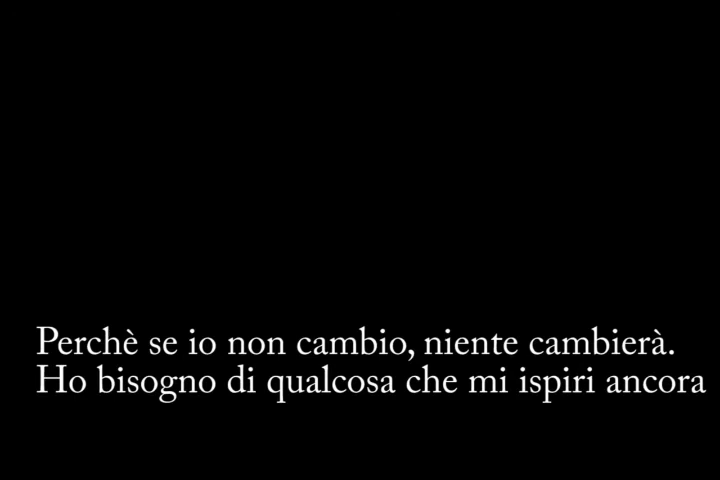 Perchè se io non cambio, niente cambierà.
Ho bisogno di qualcosa che mi ispiri ancora